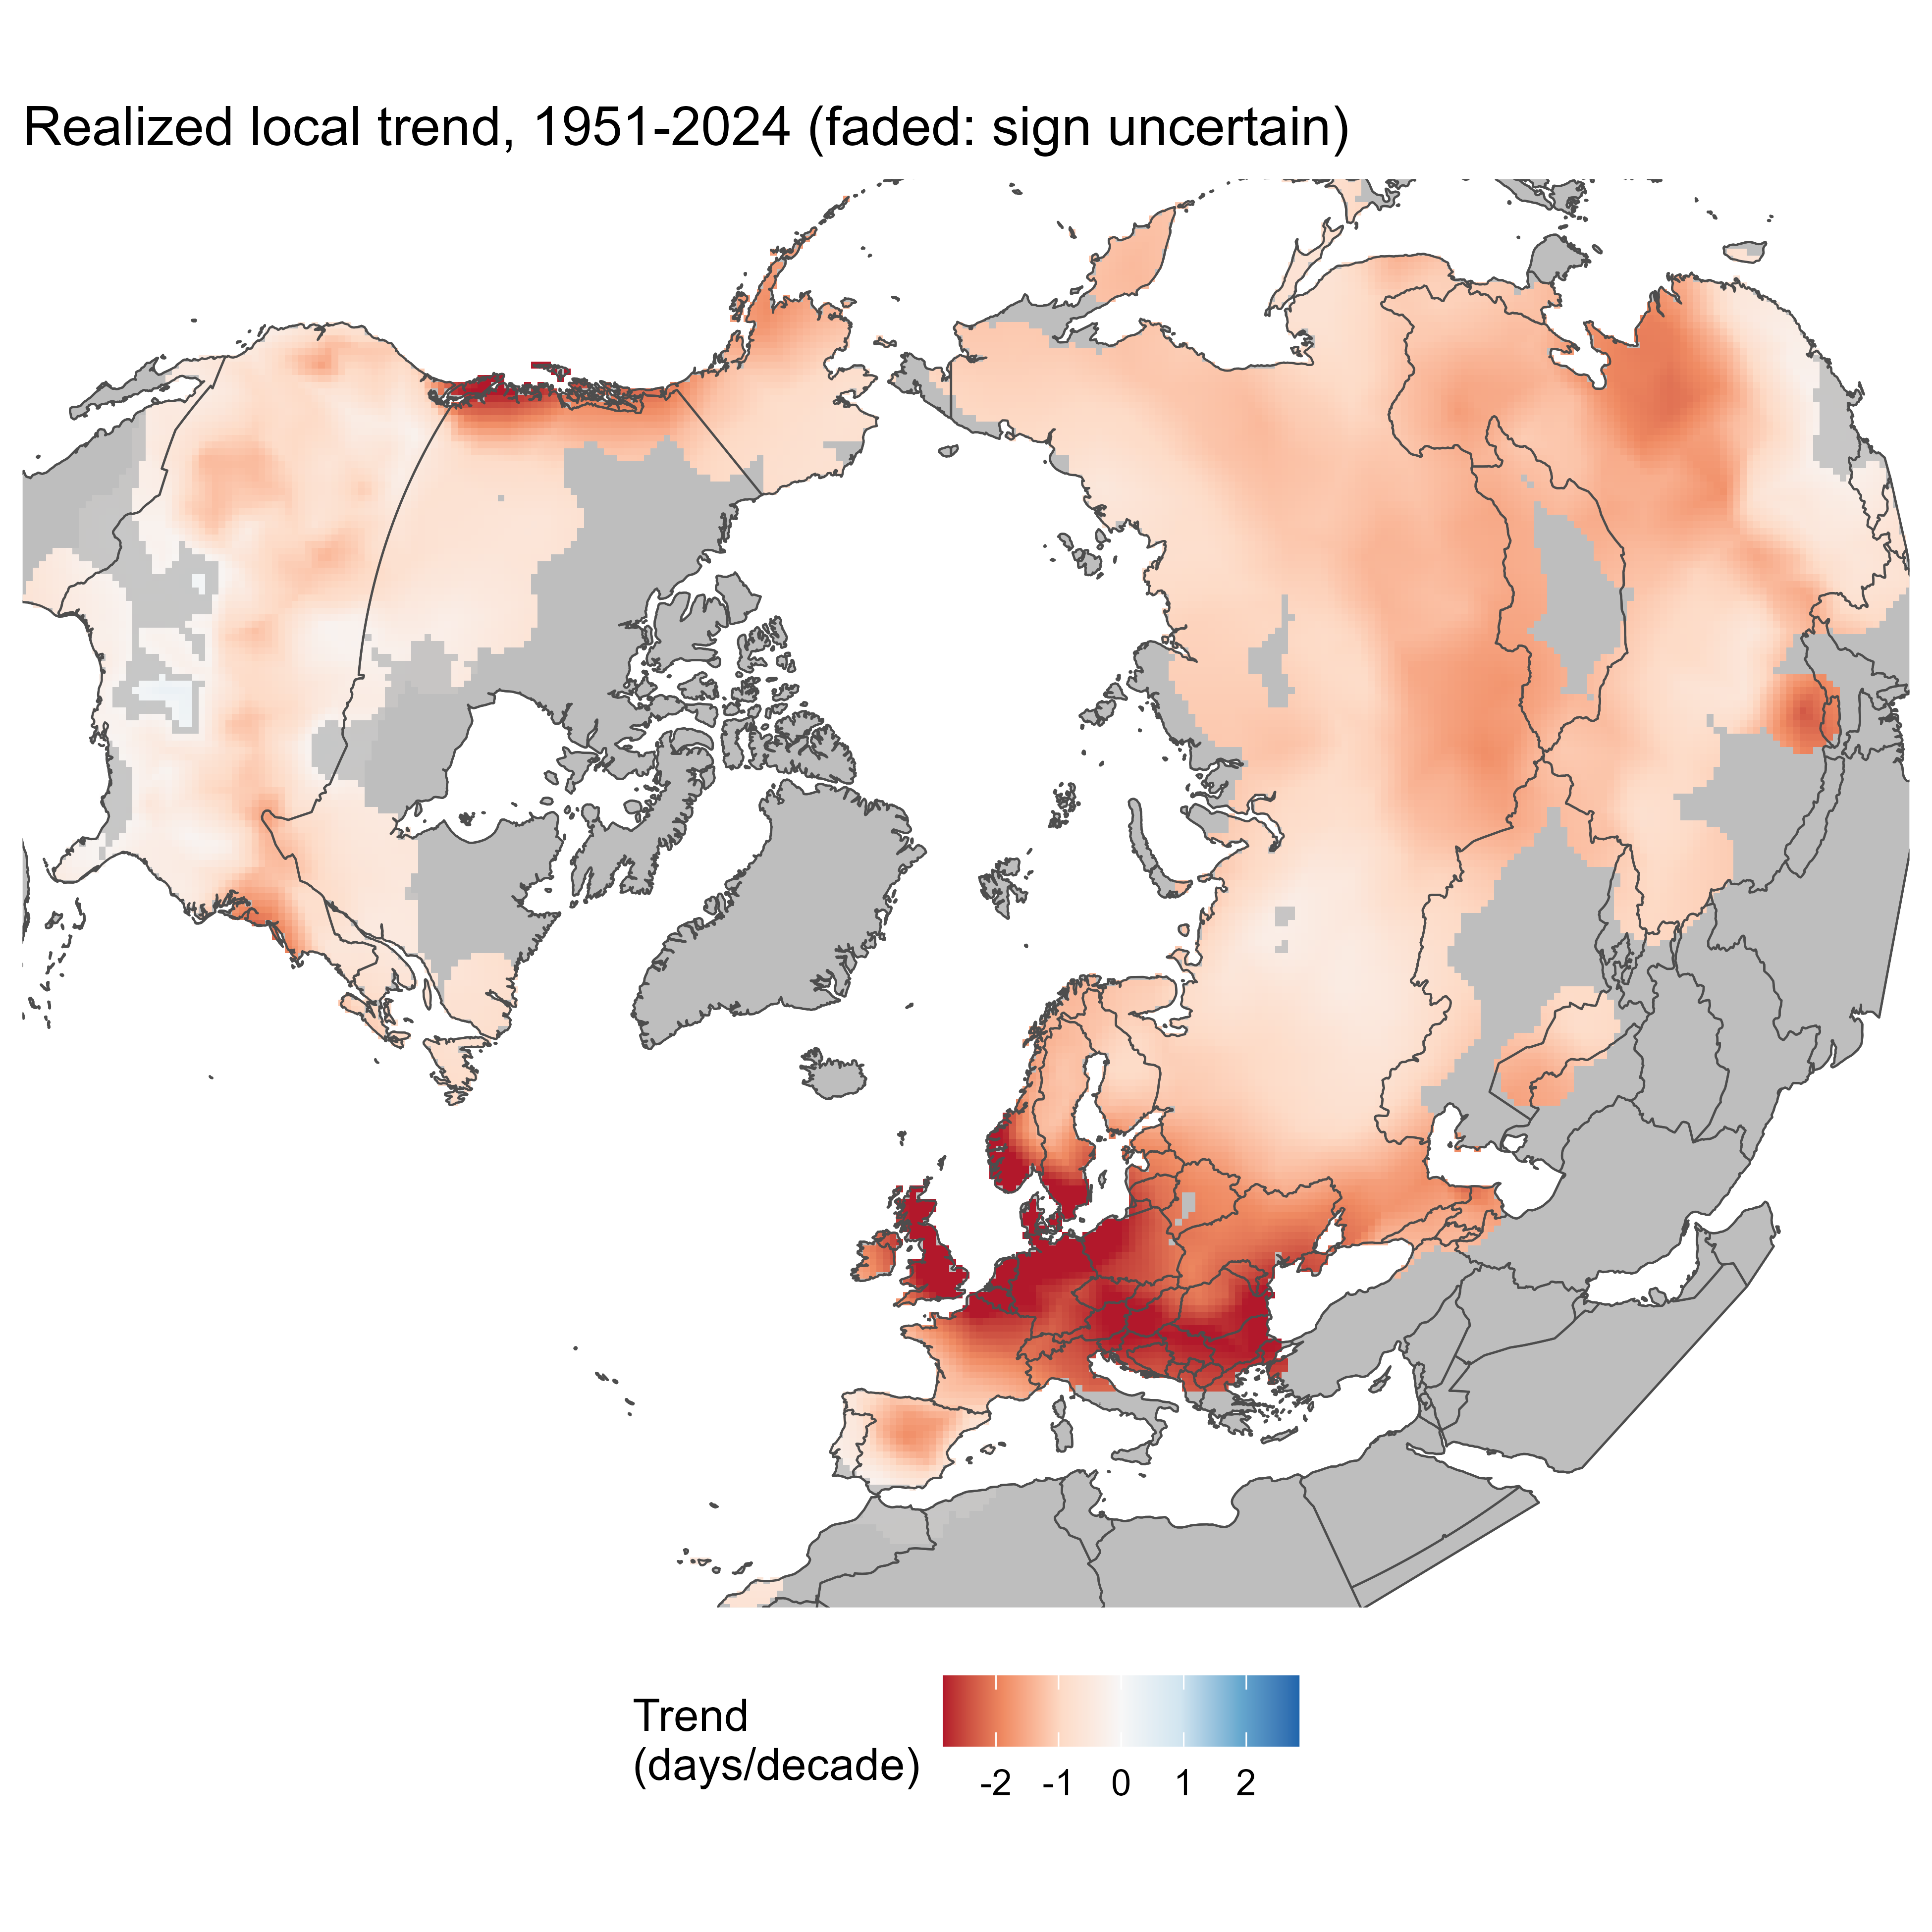 Realized local trend, 1951-2024 (faded: sign uncertain)
Trend
(days/decade)
-2 -1 0 1 2